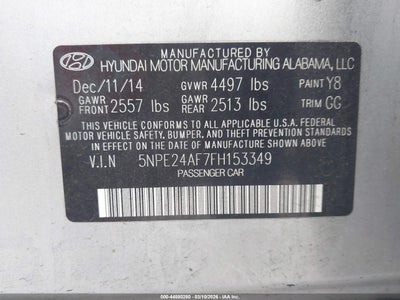 MANUFACTURED BY
HYUNDAI MOTOR MANUFACTURING ALABAMA, LLC
Dec/11/14 GVWR 4497 lbs PAINT Y8
GAWR FRONT 2557 lbs GAWR REAR 2513 lbs TRIM GG
THIS VEHICLE CONFORMS TO ALL APPLICABLE U.S.A. FEDERAL
MOTOR VEHICLE SAFETY, BUMPER, AND THEFT PREVENTION STANDARDS
IN EFFECT ON THE DATE OF MANUFACTURE SHOWN ABOVE.
V.I.N 5NPE24AF7FH153349
PASSENGER CAR